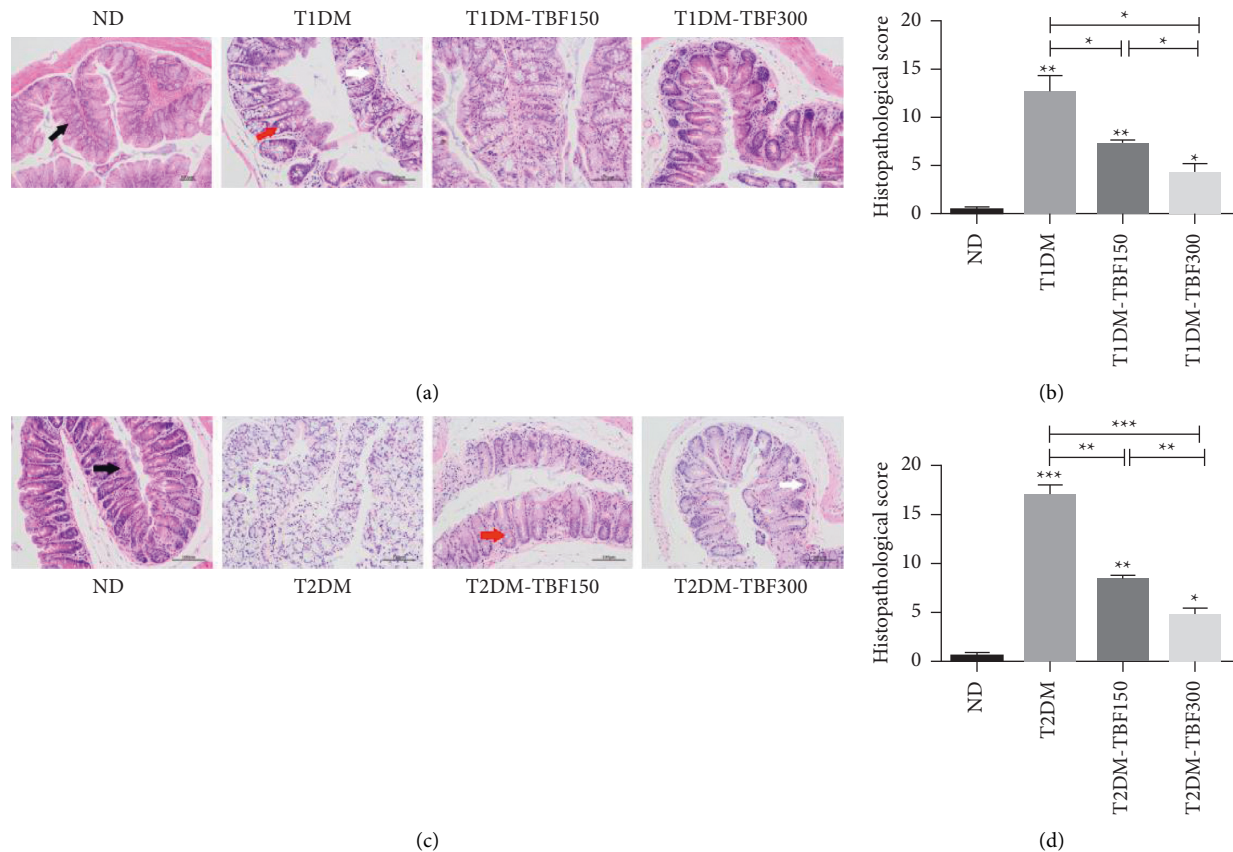 ND T1DM T1DM-TBF150 T1DM-TBF300
(a)
Histopathological score
20
15
10
5
0
**
**
*
*
*
*
ND
T1DM
T1DM-TBF150
T1DM-TBF300
(b)
ND T2DM T2DM-TBF150 T2DM-TBF300
(c)
Histopathological score
20
15
10
5
0
***
**
**
***
**
*
ND
T2DM
T2DM-TBF150
T2DM-TBF300
(d)